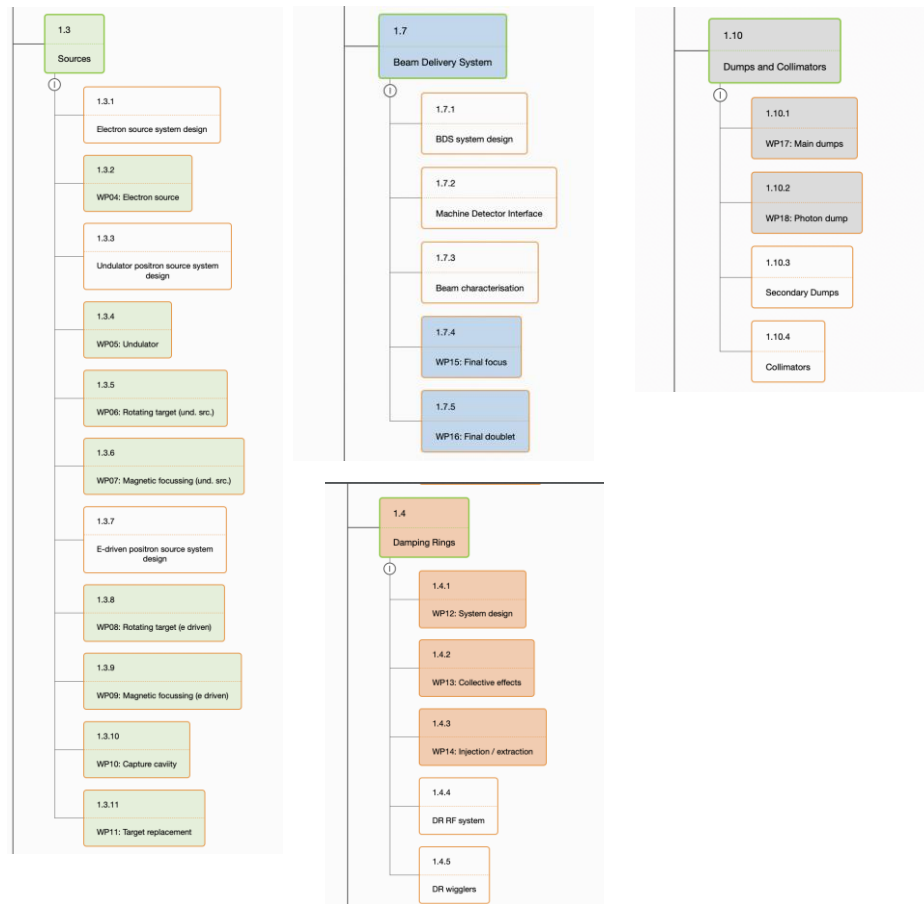 1.3
Sources
1.3.1
Electron source system design
1.3.2
WP04: Electron source
1.3.3
Undulator positron source system
design
1.3.4
WP05: Undulator
1.3.5
WP06: Rotating target (und. src.)
1.3.6
WP07: Magnetic focussing (und. src.)
1.3.7
E-driven positron source system
design
1.3.8
WP08: Rotating target (e driven)
1.3.9
WP09: Magnetic focussing (e driven)
1.3.10
WP10: Capture caviity
1.3.11
WP11: Target replacement
1.7
Beam Delivery System
1.7.1
BDS system design
1.7.2
Machine Detector Interface
1.7.3
Beam characterisation
1.7.4
WP15: Final focus
1.7.5
WP16: Final doublet
1.4
Damping Rings
1.4.1
WP12: System design
1.4.2
WP13: Collective effects
1.4.3
WP14: Injection / extraction
1.4.4
DR RF system
1.4.5
DR wigglers
1.10
Dumps and Collimators
1.10.1
WP17: Main dumps
1.10.2
WP18: Photon dump
1.10.3
Secondary Dumps
1.10.4
Collimators